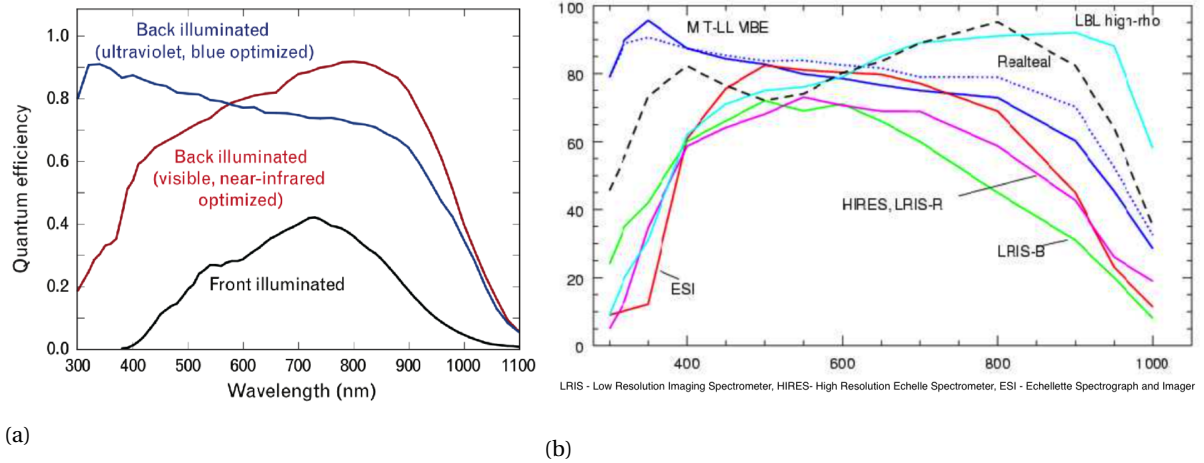 Back illuminated
(ultraviolet, blue optimized)
Back illuminated
(visible, near-infrared
optimized)
Front illuminated
Quantum efficiency
1.0
0.8
0.6
0.4
0.2
0.0
300 400 500 600 700 800 900 1000 1100
Wavelength (nm)
(a)
MIT-LL MBE
LBL high-rho
Realteal
HIRES, LRIS-R
LRIS-B
ESI
100
80
60
40
20
0
400 600 800 1000
LRIS - Low Resolution Imaging Spectrometer, HIRES- High Resolution Echelle Spectrometer, ESI - Echellette Spectrograph and Imager
(b)